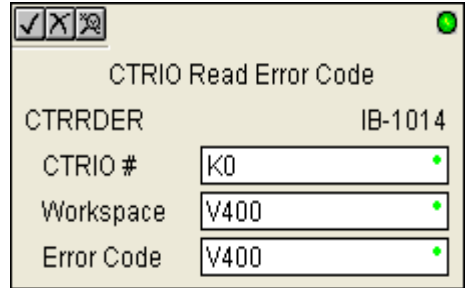 CTRIO Read Error Code
CTRRDER IB-1014
CTRIO # K0
Workspace V400
Error Code V400